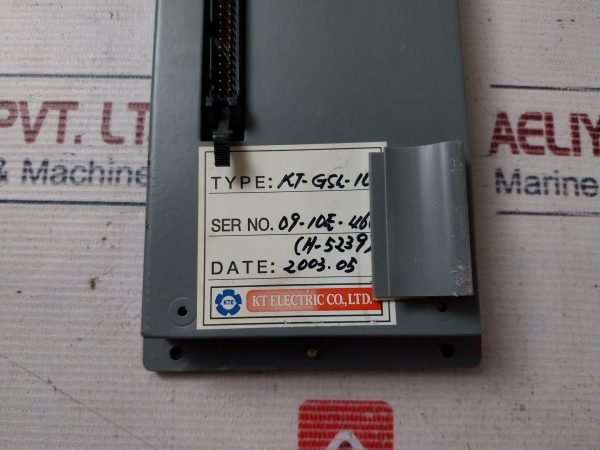 PVT. LT
AELIY
& Machine
Marine
TYPE: KT-GSL-
SER NO. 09-10E-46
(H-5239)
DATE: 2003.05
KTE KT ELECTRIC CO., LTD.